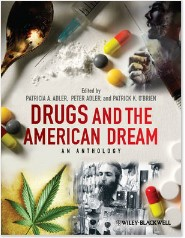 Edited by
PATRICIA A. ADLER, PETER ADLER, and PATRICK K. O'BRIEN
DRUGS AND THE
AMERICAN DREAM
AN ANTHOLOGY
WILEY-BLACKWELL